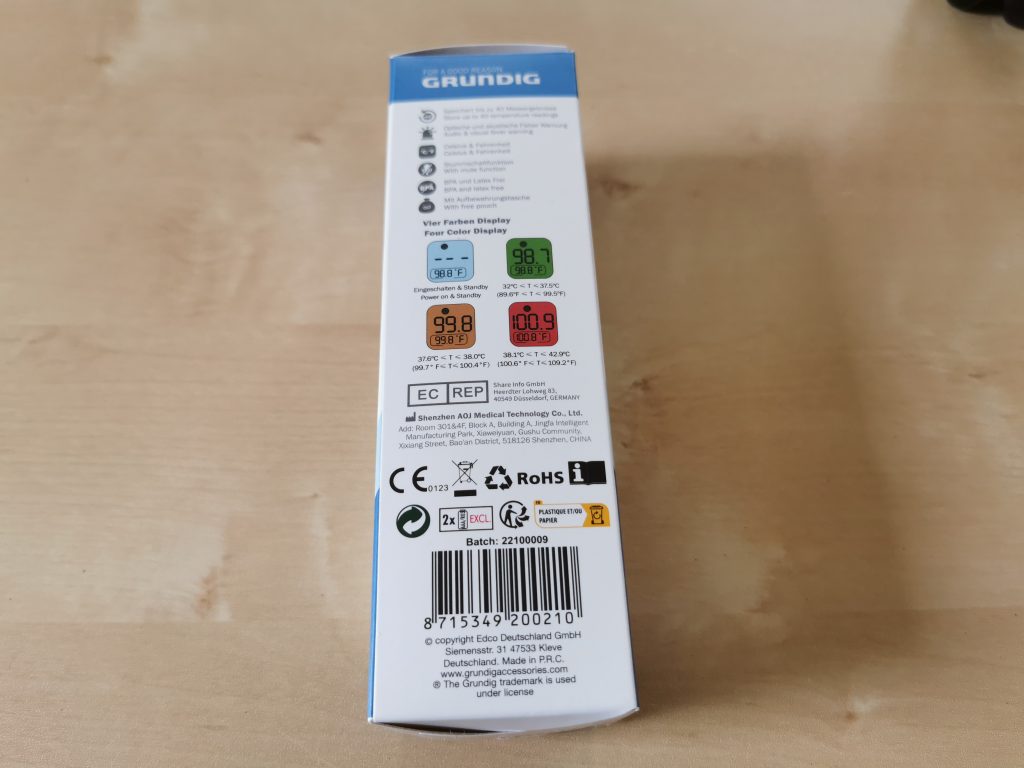 FOR A GOOD REASON
GRUNDIG
Speichert bis zu 40 Messergebnisse
Store up to 40 temperature readings
Optische und akustische Fieber Warnung
Audio & visual fever warning
Celsius & Fahrenheit
Celsius & Fahrenheit
Stummschaltfunktion
With mute function
BPA
BPA und Latex Frei
BPA and latex free
Mit Aufbewahrungstasche
With free pouch
Vier Farben Display
Four Color Display
--- 98.7
98.8 °F 98.8 °F
Eingeschalten & Standby 32°C < T < 37.5°C
Power on & Standby (89.6°F < T < 99.5°F)
99.8 100.9
99.8 °F 100.8 °F
37.6°C < T < 38.0°C 38.1°C < T < 42.9°C
(99.7° F< T< 100.4°F) (100.6° F< T< 109.2°F)
EC REP
Share Info GmbH
Heerdter Lohweg 83,
40549 Düsseldorf, GERMANY
Shenzhen AOJ Medical Technology Co., Ltd.
Add: Room 301&4F, Block A, Building A, Jingfa Intelligent
Manufacturing Park, Xiaweiyuan, Gushu Community,
Xixiang Street, Bao'an District, 518126 Shenzhen, CHINA
CE 0123 RoHS i
2x AAA EXCL. FR PLASTIQUE ET/OU
PAPIER
Batch: 22100009
8 715349 200210
© copyright Edco Deutschland GmbH
Siemensstr. 31 47533 Kleve
Deutschland. Made in P.R.C.
www.grundigaccessories.com
® The Grundig trademark is used
under license